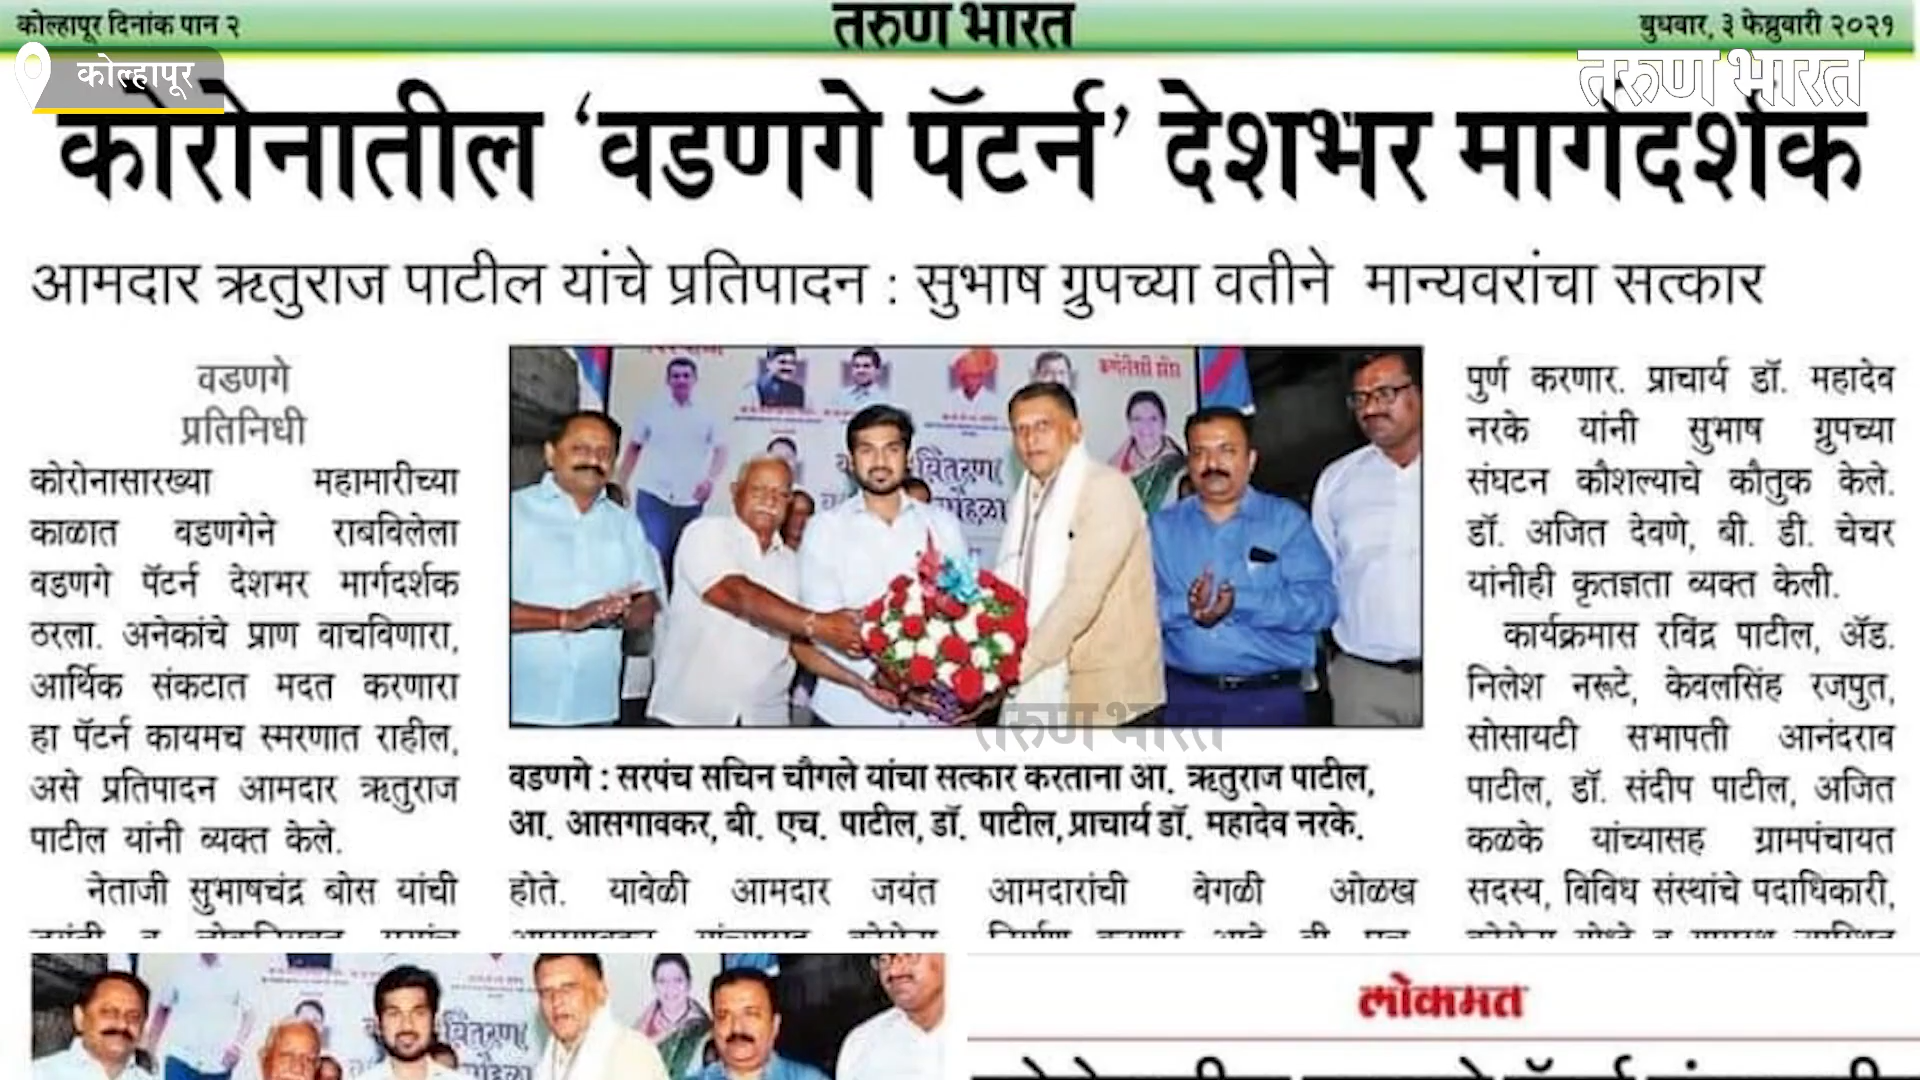 कोल्हापूर दिनांक पान २
तरुण भारत
बुधवार, ३ फेब्रुवारी २०२१
कोल्हापूर
तरुण भारत
कोरोनातील ‘वडणगे पॅटर्न’ देशभर मार्गदर्शक
आमदार ऋतुराज पाटील यांचे प्रतिपादन : सुभाष ग्रुपच्या वतीने मान्यवरांचा सत्कार
वडणगे
प्रतिनिधी
कोरोनासारख्या महामारीच्या
काळात वडणगेने राबविलेला
वडणगे पॅटर्न देशभर मार्गदर्शक
ठरला. अनेकांचे प्राण वाचविणारा,
आर्थिक संकटात मदत करणारा
हा पॅटर्न कायमच स्मरणात राहील,
असे प्रतिपादन आमदार ऋतुराज
पाटील यांनी व्यक्त केले.
नेताजी सुभाषचंद्र बोस यांची
वितरण
तरुण भारत
वडणगे : सरपंच सचिन चौगले यांचा सत्कार करताना आ. ऋतुराज पाटील,
आ. आसगावकर, बी. एच. पाटील, डॉ. पाटील, प्राचार्य डॉ. महादेव नरके.
होते. यावेळी आमदार जयंत
आमदारांची वेगळी ओळख
पुर्ण करणार. प्राचार्य डॉ. महादेव
नरके यांनी सुभाष ग्रुपच्या
संघटन कौशल्याचे कौतुक केले.
डॉ. अजित देवणे, बी. डी. चेचर
यांनीही कृतज्ञता व्यक्त केली.
कार्यक्रमास रविंद्र पाटील, ॲड.
निलेश नरूटे, केवलसिंह रजपुत,
सोसायटी सभापती आनंदराव
पाटील, डॉ. संदीप पाटील, अजित
कळके यांच्यासह ग्रामपंचायत
सदस्य, विविध संस्थांचे पदाधिकारी,
वितरण
लोकमत